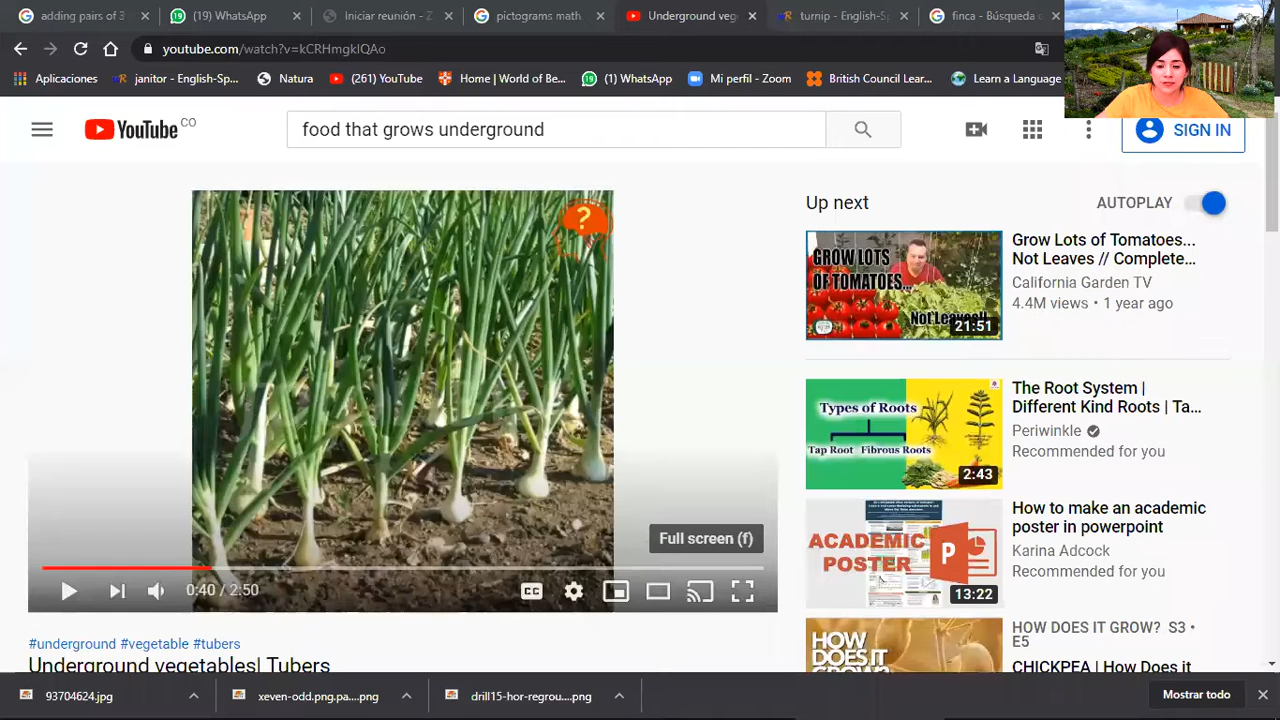 adding pairs of 3
(19) WhatsApp
Iniciar reunión - Z
pictograms math
Underground veg
turnip - English-Sp
finca - Búsqueda
youtube.com/watch?v=kCRHmgkIQAo
Aplicaciones
janitor - English-Sp...
Natura
(261) YouTube
Home | World of Be...
(1) WhatsApp
Mi perfil - Zoom
British Council Lear...
Learn a Language
YouTube CO
food that grows underground
SIGN IN
?
Full screen (f)
0:40 / 2:50
CC
#underground #vegetable #tubers
Underground vegetables| Tubers
Up next
AUTOPLAY
GROW LOTS
OF TOMATOES...
Not Leaves!!
21:51
Grow Lots of Tomatoes...
Not Leaves // Complete...
California Garden TV
4.4M views • 1 year ago
Types of Roots
Tap Root Fibrous Roots
2:43
The Root System |
Different Kind Roots | Ta...
Periwinkle
Recommended for you
ACADEMIC
POSTER
P
13:22
How to make an academic
poster in powerpoint
Karina Adcock
Recommended for you
HOW
DOES IT
GROW?
HOW DOES IT GROW? S3 •
E5
CHICKPEA | How Does it
93704624.jpg
xeven-odd.png.pa....png
drill15-hor-regrou....png
Mostrar todo